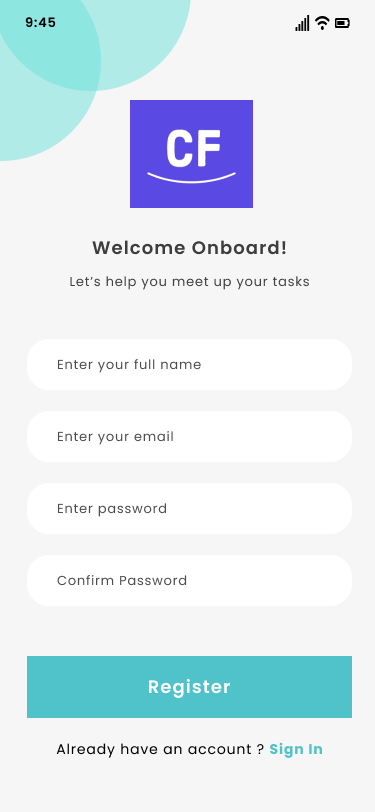 9:45
CF
Welcome Onboard!
Let’s help you meet up your tasks
Enter your full name
Enter your email
Enter password
Confirm Password
Register
Already have an account ? Sign In